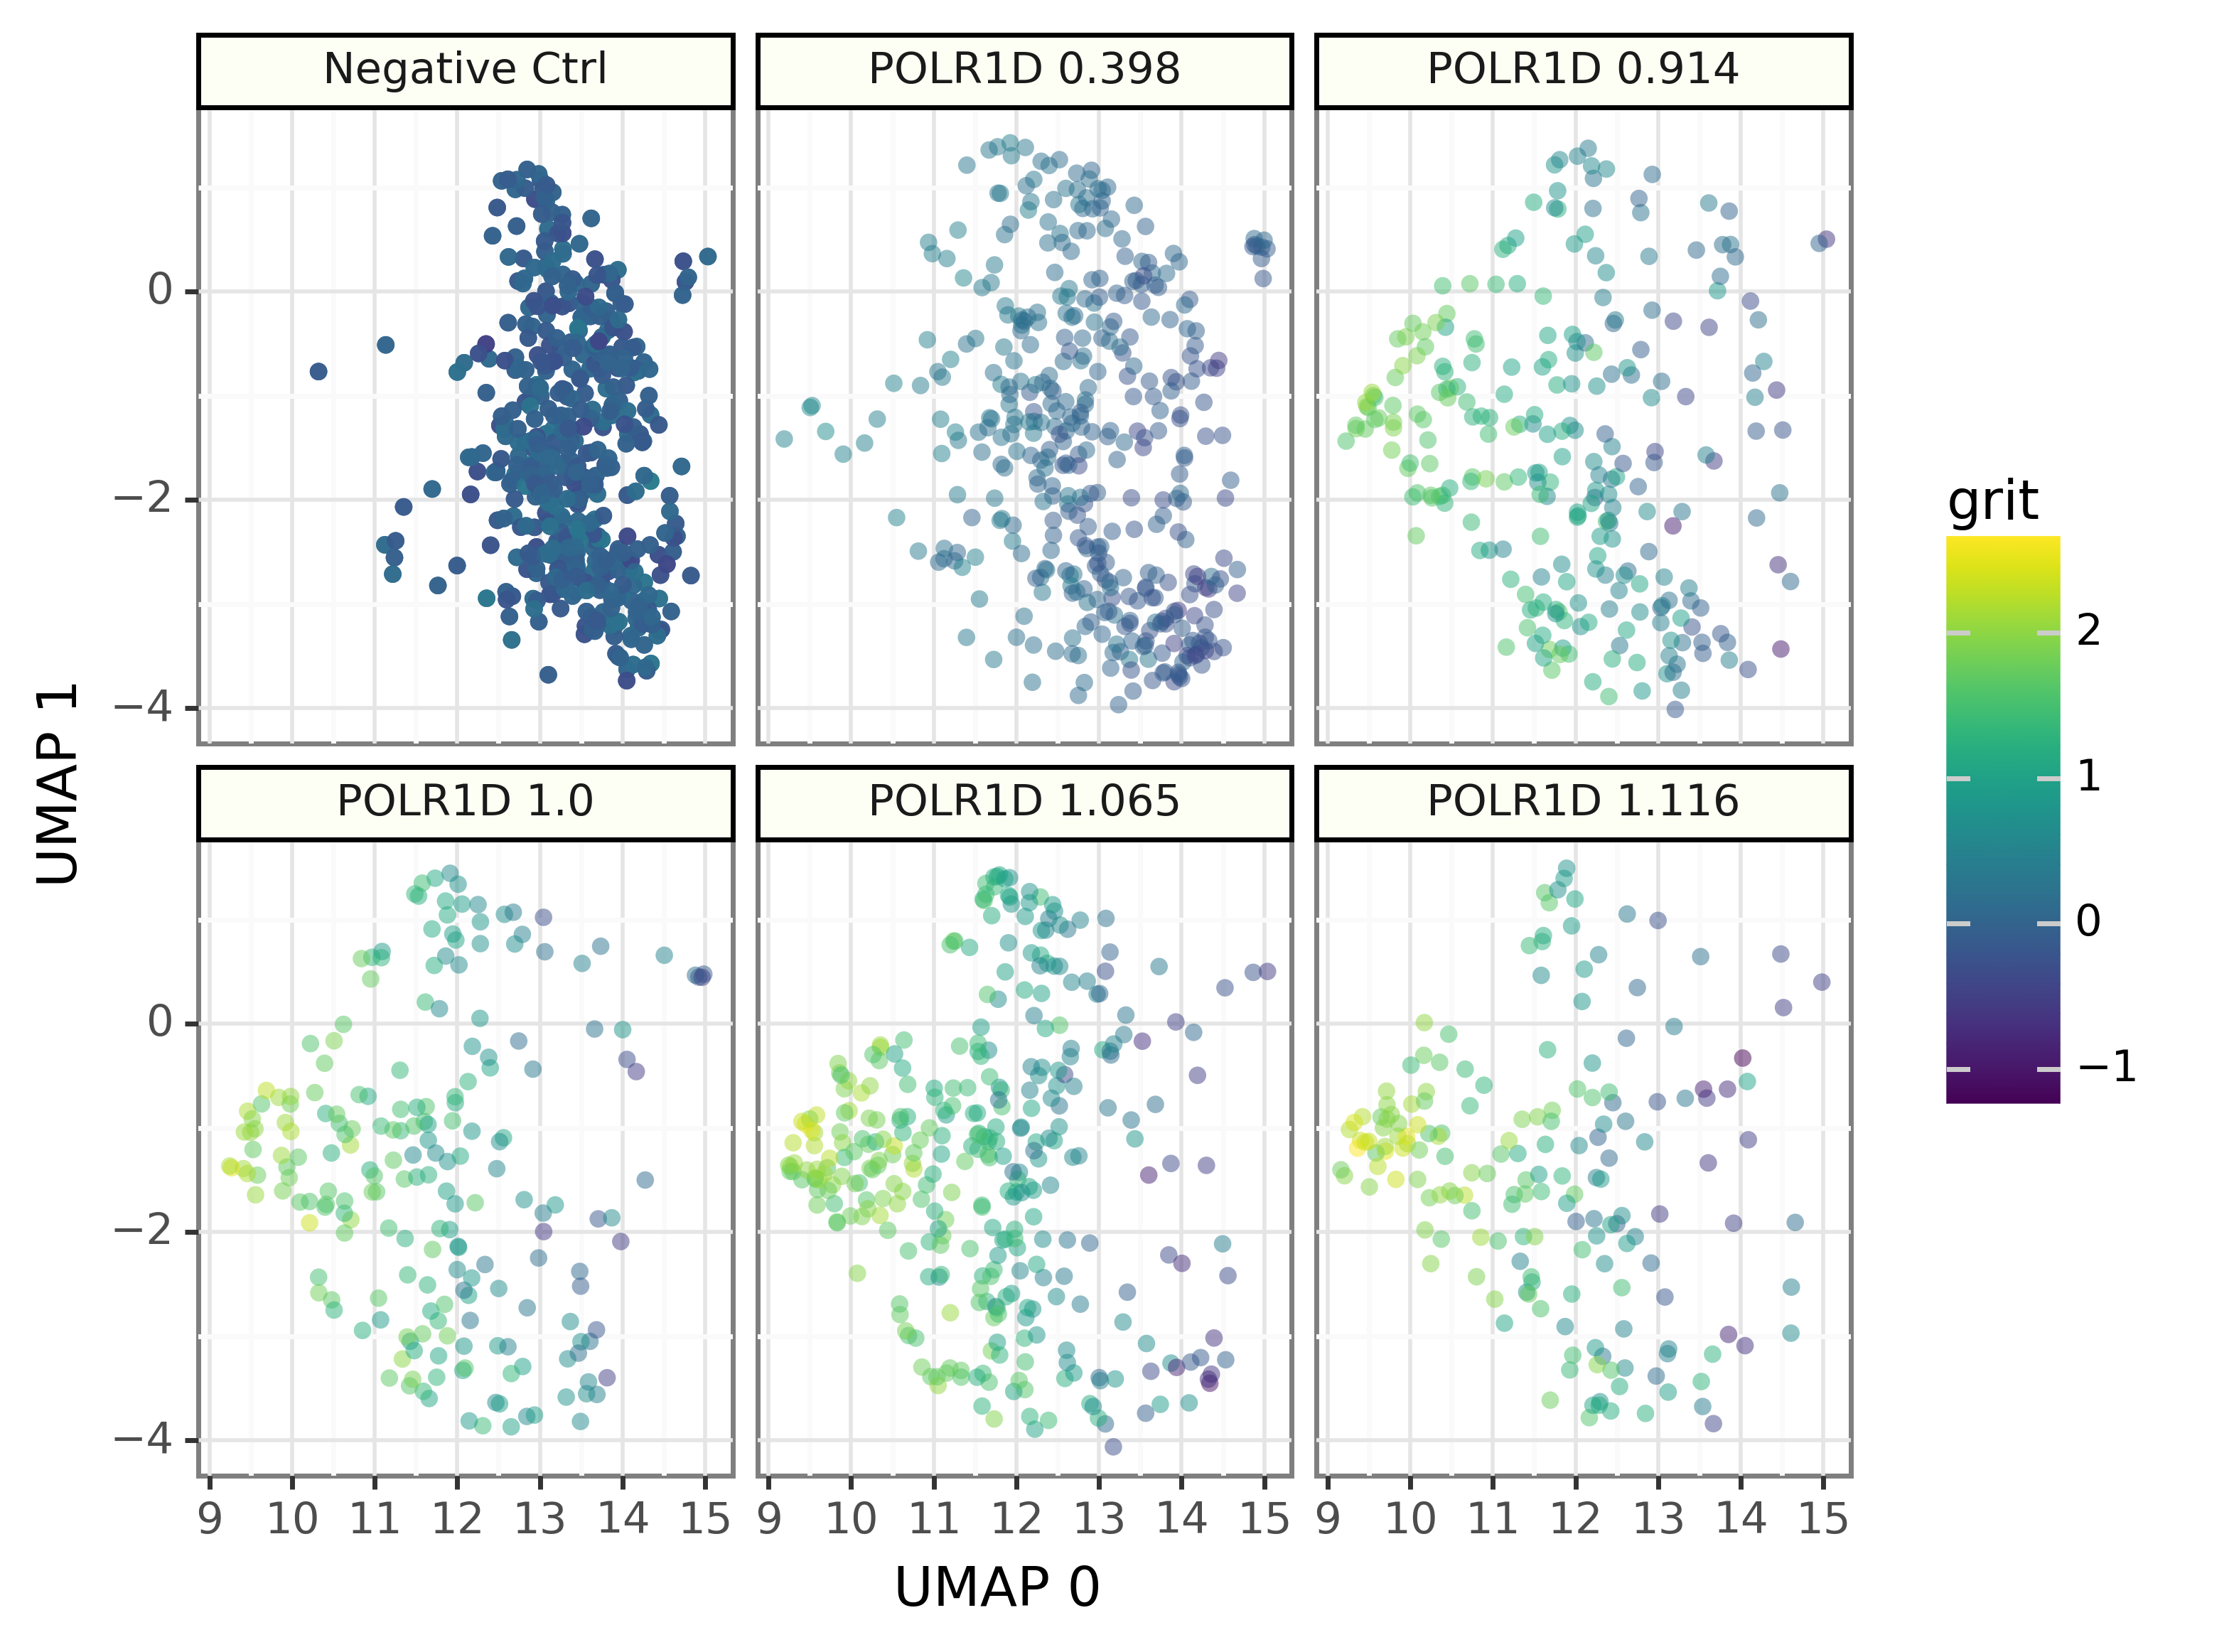 Negative Ctrl
POLR1D 0.398
POLR1D 0.914
0
−2
−4
POLR1D 1.0
POLR1D 1.065
POLR1D 1.116
0
−2
−4
9 10 11 12 13 14 15
9 10 11 12 13 14 15
9 10 11 12 13 14 15
UMAP 0
UMAP 1
grit
2
1
0
−1